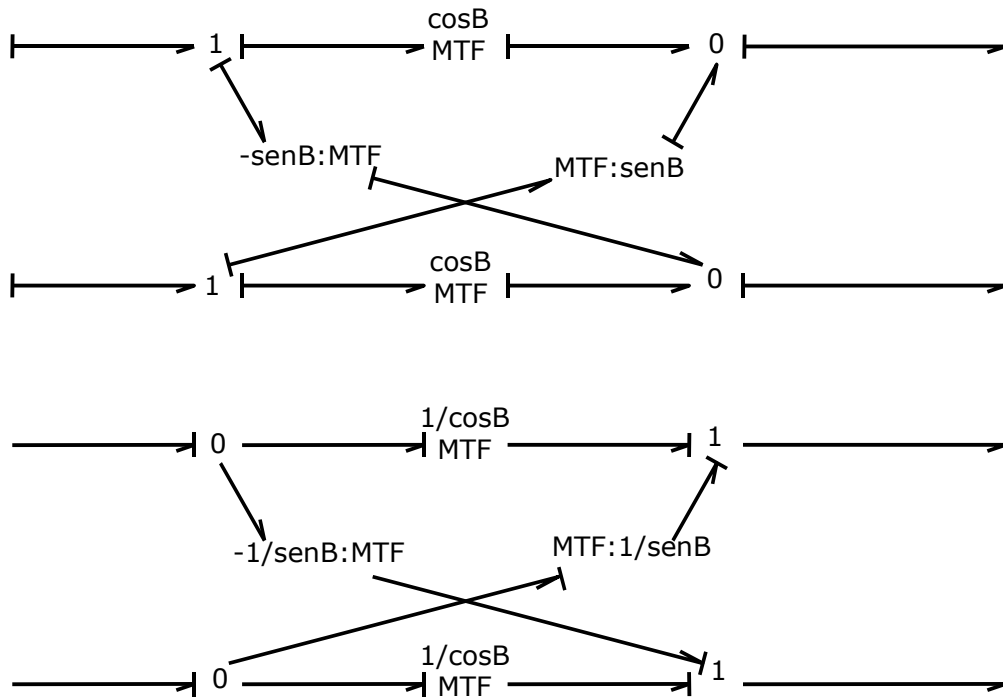 cosB
1 MTF 0
-senB:MTF MTF:senB
cosB
1 MTF 0
1/cosB
0 MTF 1
-1/senB:MTF MTF:1/senB
1/cosB
0 MTF 1